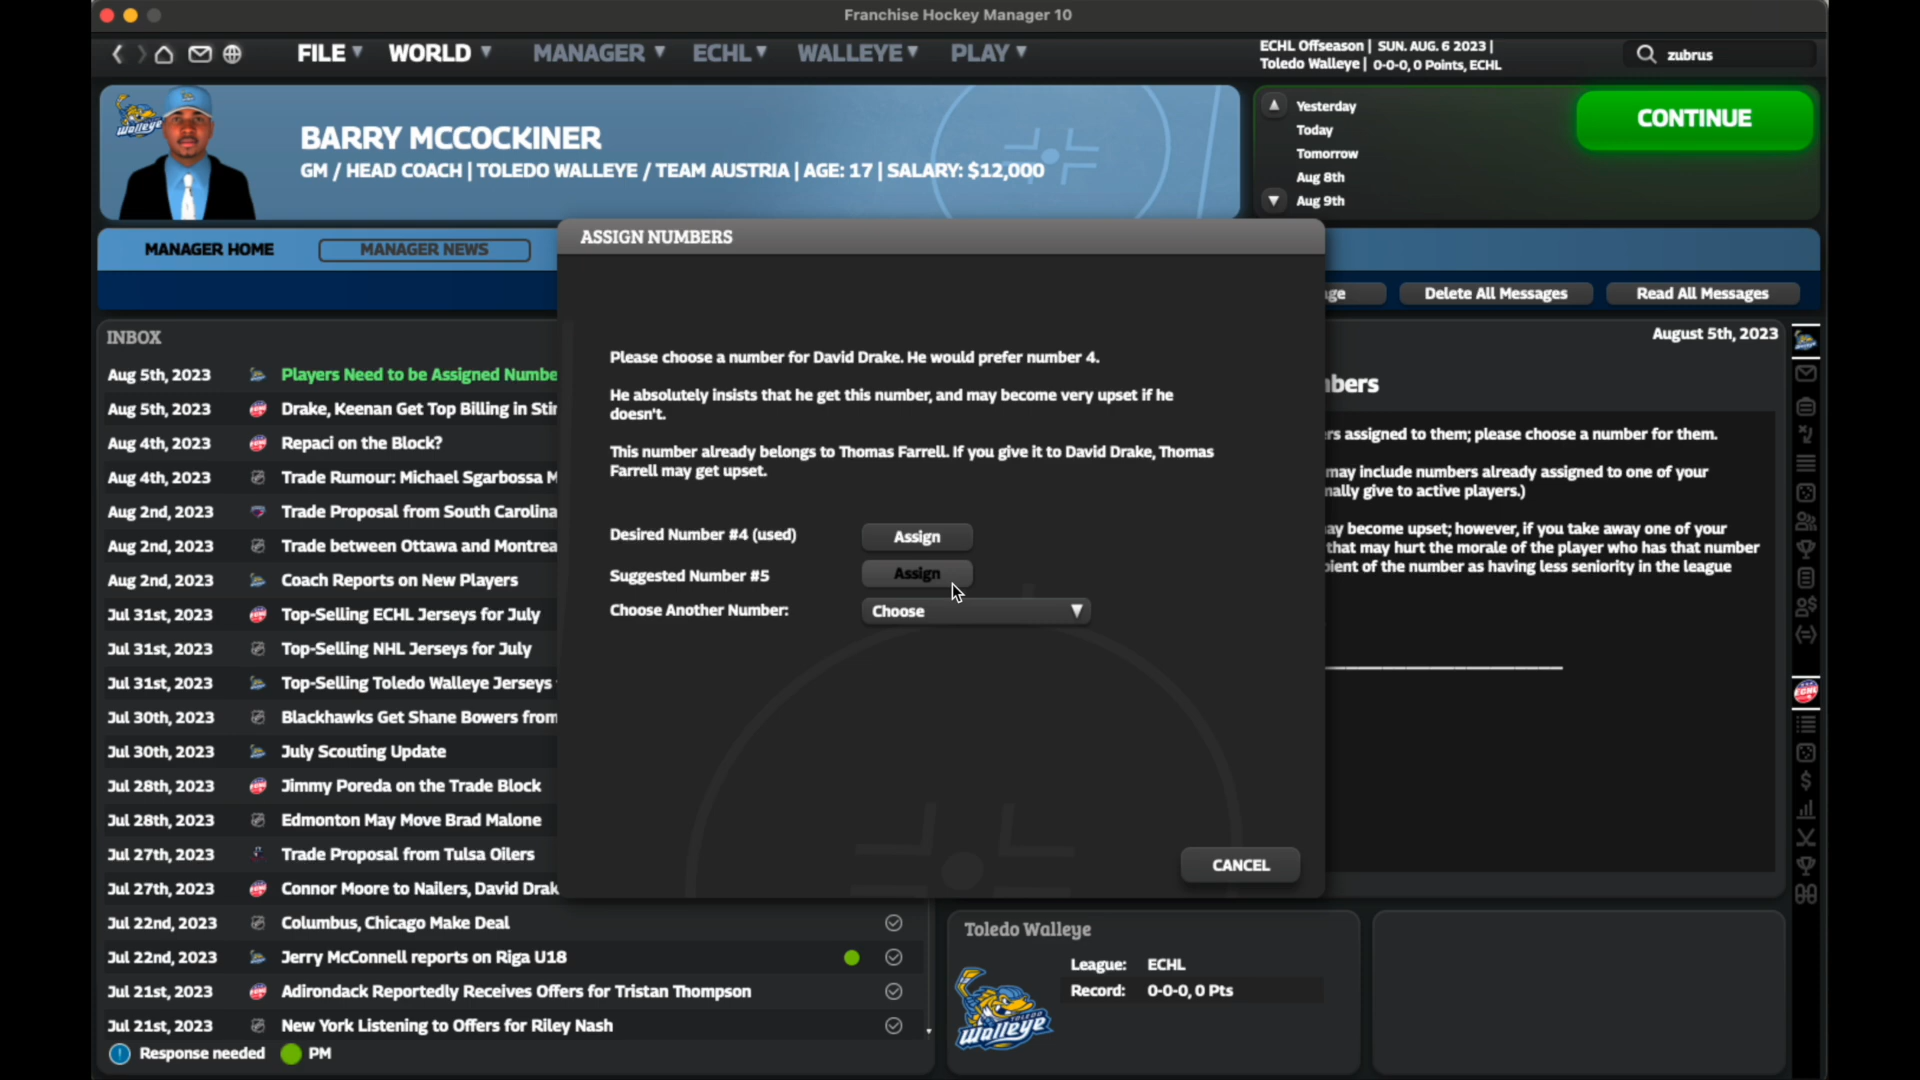 Franchise Hockey Manager 10
FILE WORLD MANAGER ECHL WALLEYE PLAY
ECHL Offseason | SUN. AUG. 6 2023 |
Toledo Walleye | 0-0-0, 0 Points, ECHL
zubrus
Walleye
BARRY MCCOCKINER
GM / HEAD COACH | TOLEDO WALLEYE / TEAM AUSTRIA | AGE: 17 | SALARY: $12,000
Yesterday
Today
Tomorrow
Aug 8th
Aug 9th
CONTINUE
MANAGER HOME MANAGER NEWS
Delete All Messages Read All Messages
ASSIGN NUMBERS
Please choose a number for David Drake. He would prefer number 4.
He absolutely insists that he get this number, and may become very upset if he
doesn't.
This number already belongs to Thomas Farrell. If you give it to David Drake, Thomas
Farrell may get upset.
Desired Number #4 (used) Assign
Suggested Number #5 Assign
Choose Another Number: Choose
CANCEL
INBOX
Aug 5th, 2023 Players Need to be Assigned Numbe
Aug 5th, 2023 Drake, Keenan Get Top Billing in Stir
Aug 4th, 2023 Repaci on the Block?
Aug 4th, 2023 Trade Rumour: Michael Sgarbossa M
Aug 2nd, 2023 Trade Proposal from South Carolina
Aug 2nd, 2023 Trade between Ottawa and Montrea
Aug 2nd, 2023 Coach Reports on New Players
Jul 31st, 2023 Top-Selling ECHL Jerseys for July
Jul 31st, 2023 Top-Selling NHL Jerseys for July
Jul 31st, 2023 Top-Selling Toledo Walleye Jerseys
Jul 30th, 2023 Blackhawks Get Shane Bowers from
Jul 30th, 2023 July Scouting Update
Jul 28th, 2023 Jimmy Poreda on the Trade Block
Jul 28th, 2023 Edmonton May Move Brad Malone
Jul 27th, 2023 Trade Proposal from Tulsa Oilers
Jul 27th, 2023 Connor Moore to Nailers, David Drak
Jul 22nd, 2023 Columbus, Chicago Make Deal
Jul 22nd, 2023 Jerry McConnell reports on Riga U18
Jul 21st, 2023 Adirondack Reportedly Receives Offers for Tristan Thompson
Jul 21st, 2023 New York Listening to Offers for Riley Nash
Response needed PM
August 5th, 2023
bers
rs assigned to them; please choose a number for them.
may include numbers already assigned to one of your
nally give to active players.)
ay become upset; however, if you take away one of your
that may hurt the morale of the player who has that number
ient of the number as having less seniority in the league
ECHL
Toledo Walleye
League: ECHL
Record: 0-0-0, 0 Pts
TOLEDO
Walleye